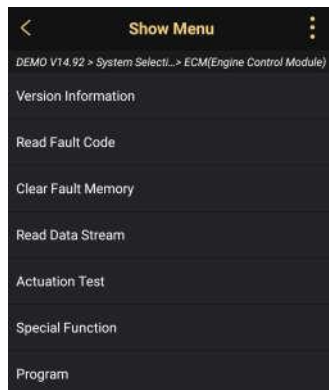 Show Menu
DEMO V14.92 > System Selecti...> ECM(Engine Control Module)
Version Information
Read Fault Code
Clear Fault Memory
Read Data Stream
Actuation Test
Special Function
Program